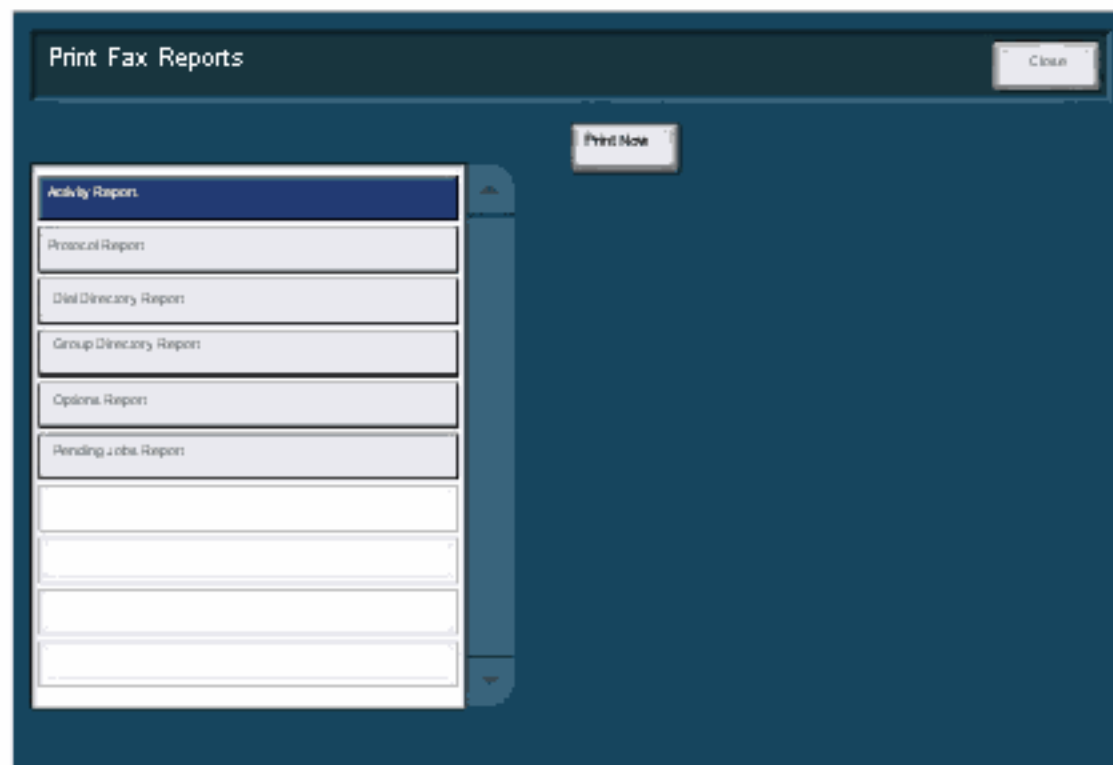 Print Fax Reports
Close
Print Now
Activity Report
Protocol Report
Dial Directory Report
Group Directory Report
Options Report
Pending Jobs Report